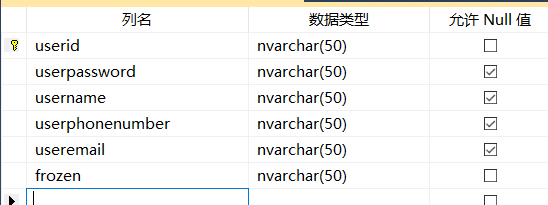 列名 数据类型 允许 Null 值
userid nvarchar(50)
userpassword nvarchar(50)
username nvarchar(50)
userphonenumber nvarchar(50)
useremail nvarchar(50)
frozen nvarchar(50)